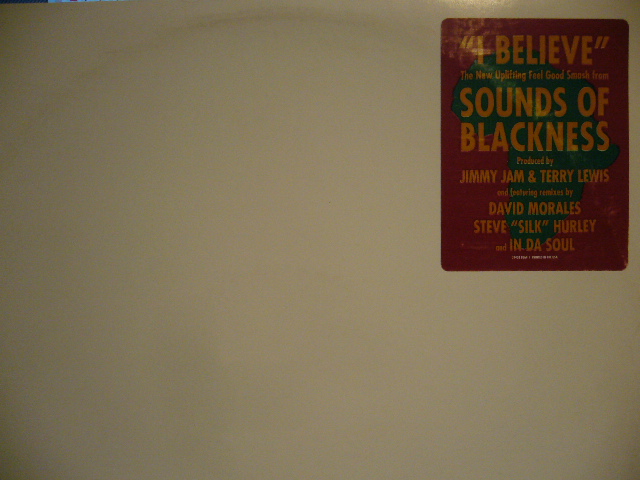 "I BELIEVE"
The New Uplifting Feel Good Smash from
SOUNDS OF
BLACKNESS
Produced by
JIMMY JAM & TERRY LEWIS
and featuring remixes by
DAVID MORALES
STEVE "SILK" HURLEY
and IN DA SOUL